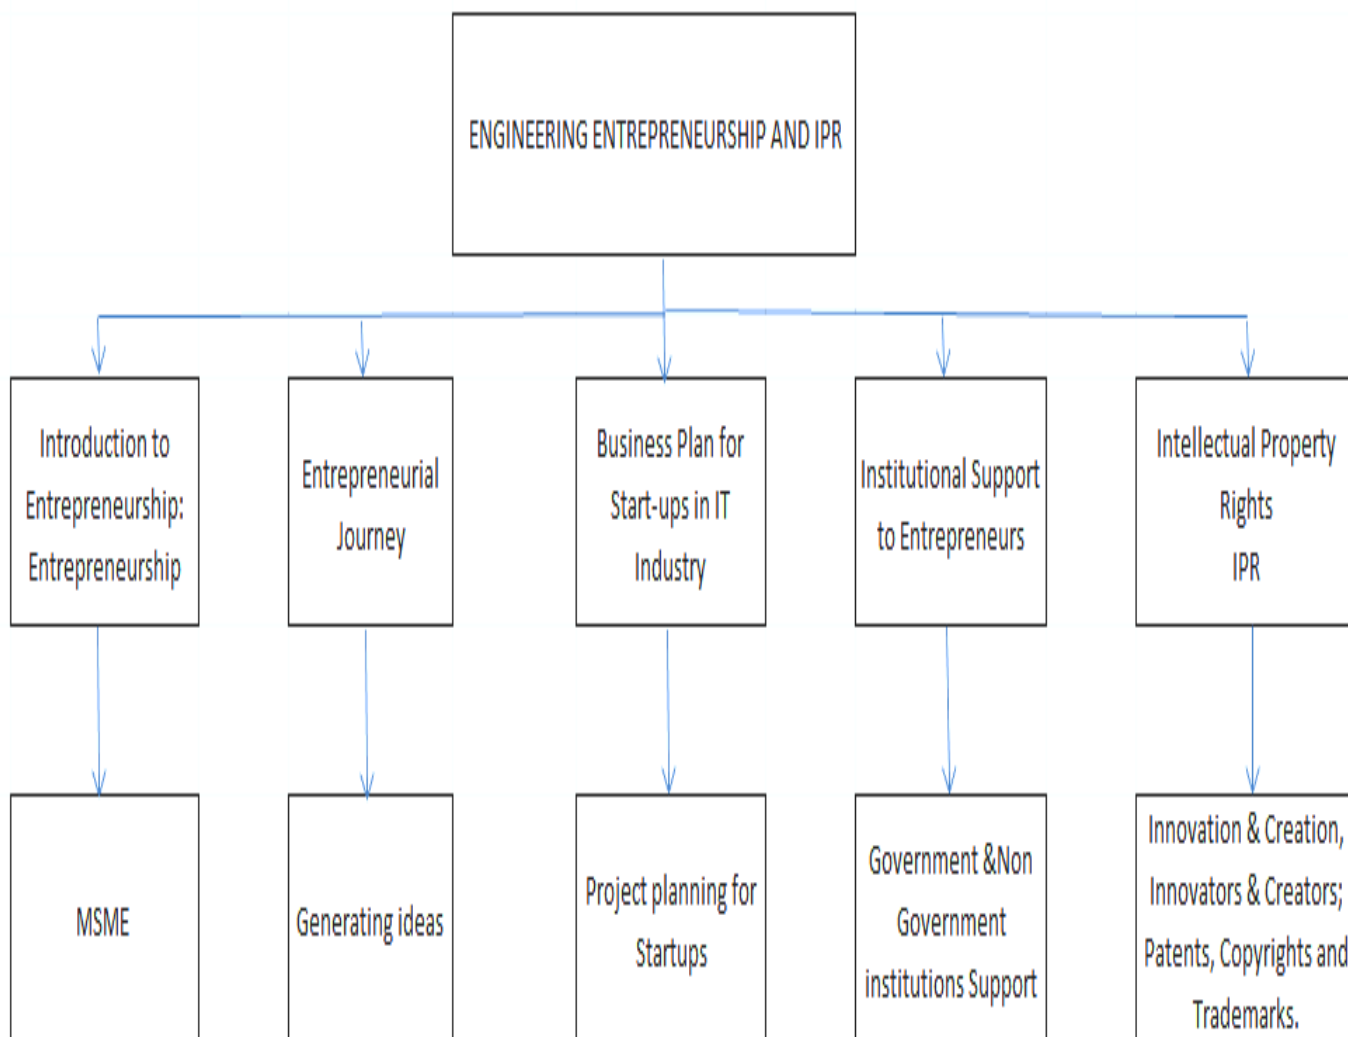 ENGINEERING ENTREPRENEURSHIP AND IPR
Introduction to
Entrepreneurship:
Entrepreneurship
Entrepreneurial
Journey
Business Plan for
Start-ups in IT
Industry
Institutional Support
to Entrepreneurs
Intellectual Property
Rights
IPR
MSME
Generating ideas
Project planning for
Startups
Government &Non
Government
institutions Support
Innovation & Creation,
Innovators & Creators;
Patents, Copyrights and
Trademarks.